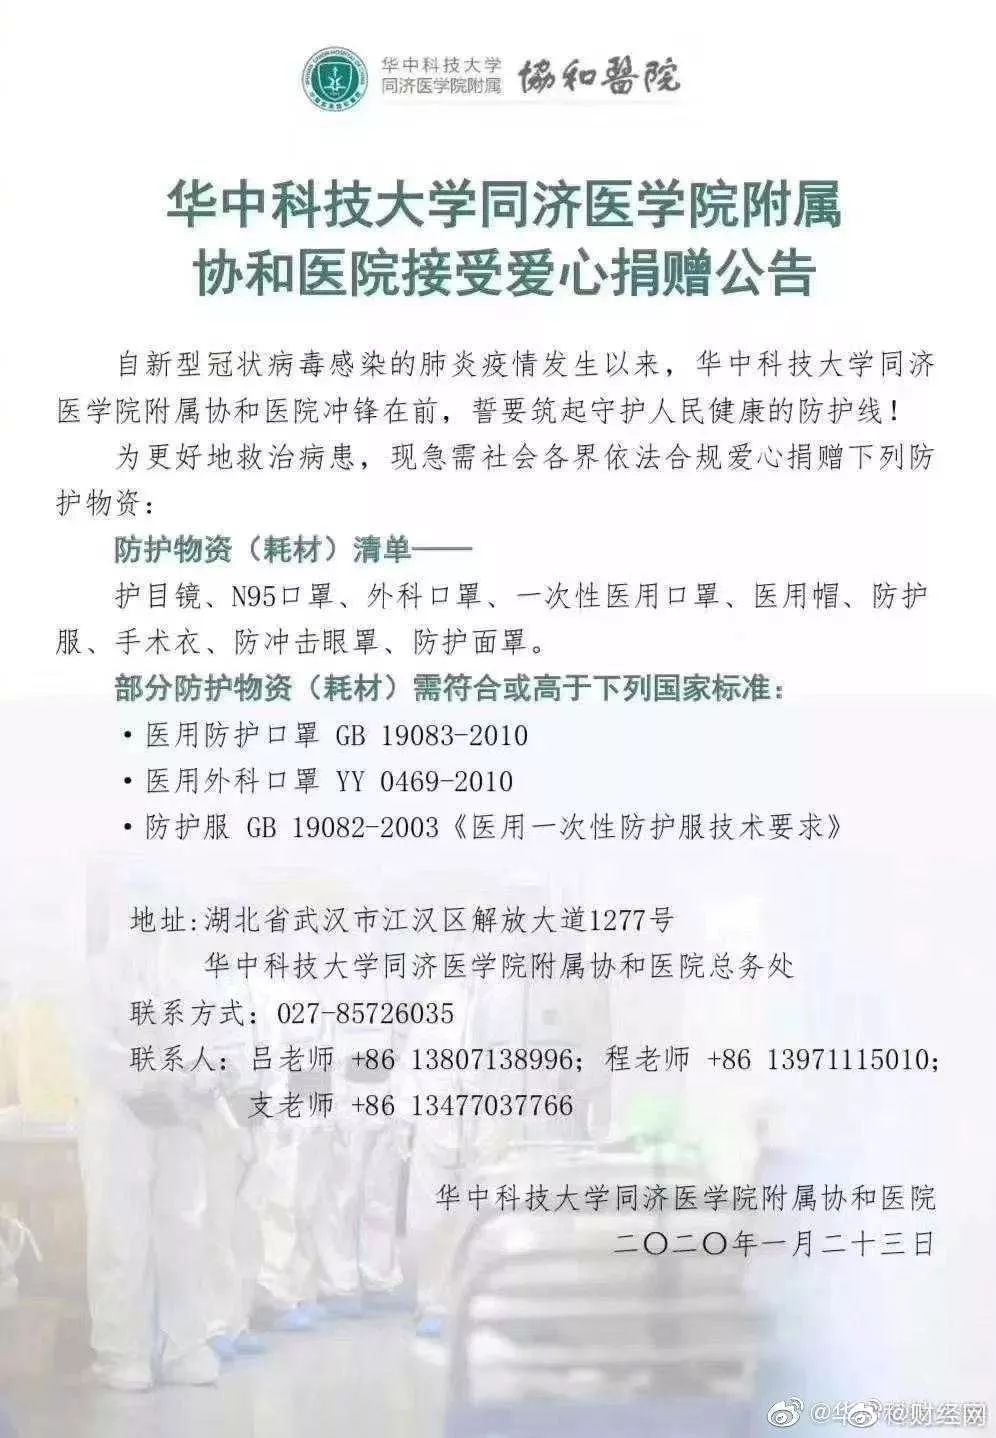 华中科技大学
同济医学院附属
協和醫院
华中科技大学同济医学院附属
协和医院接受爱心捐赠公告
自新型冠状病毒感染的肺炎疫情发生以来，华中科技大学同济
医学院附属协和医院冲锋在前，誓要筑起守护人民健康的防护线！
为更好地救治病患，现急需社会各界依法合规爱心捐赠下列防
护物资：
防护物资（耗材）清单——
护目镜、N95口罩、外科口罩、一次性医用口罩、医用帽、防护
服、手术衣、防冲击眼罩、防护面罩。
部分防护物资（耗材）需符合或高于下列国家标准：
·医用防护口罩 GB 19083-2010
·医用外科口罩 YY 0469-2010
·防护服 GB 19082-2003《医用一次性防护服技术要求》
地址:湖北省武汉市江汉区解放大道1277号
华中科技大学同济医学院附属协和医院总务处
联系方式：027-85726035
联系人：吕老师 +86 13807138996；程老师 +86 13971115010；
支老师 +86 13477037766
华中科技大学同济医学院附属协和医院
二〇二〇年一月二十三日
@财经网